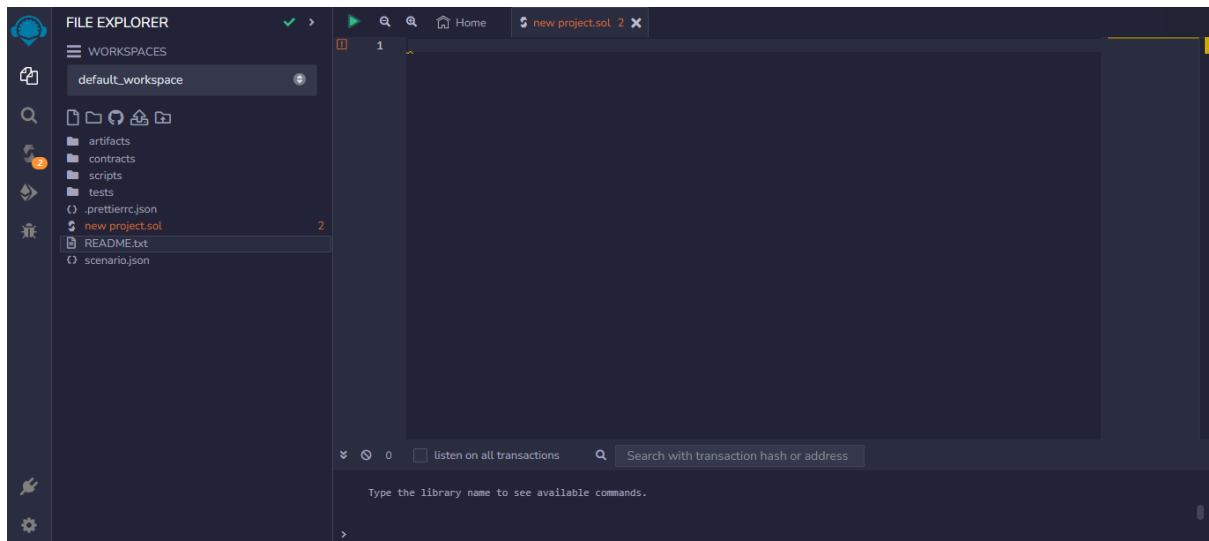 FILE EXPLORER
WORKSPACES
default_workspace
artifacts
contracts
scripts
tests
.prettierrc.json
new project.sol 2
README.txt
scenario.json
2
Home
new project.sol 2
1
0 listen on all transactions
Search with transaction hash or address
Type the library name to see available commands.
>